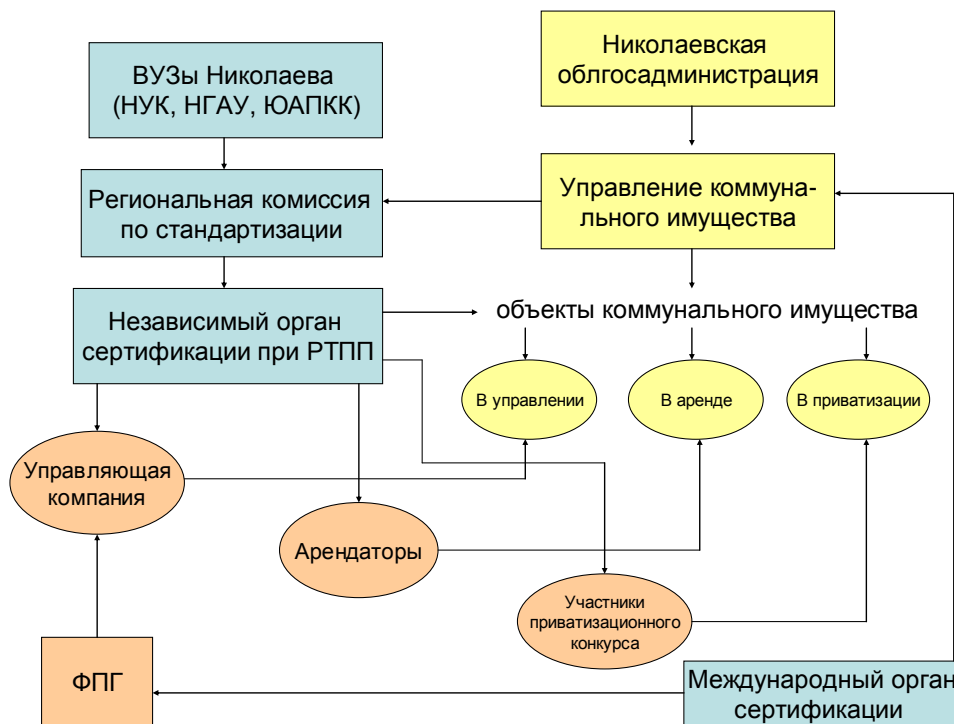 ВУЗы Николаева
(НУК, НГАУ, ЮАПКК)
Николаевская
облгосадминистрация
Региональная комиссия
по стандартизации
Управление коммуна-
льного имущества
Независимый орган
сертификации при РТПП
объекты коммунального имущества
В управлении
В аренде
В приватизации
Управляющая
компания
Арендаторы
Участники
приватизационного
конкурса
ФПГ
Международный орган
сертификации